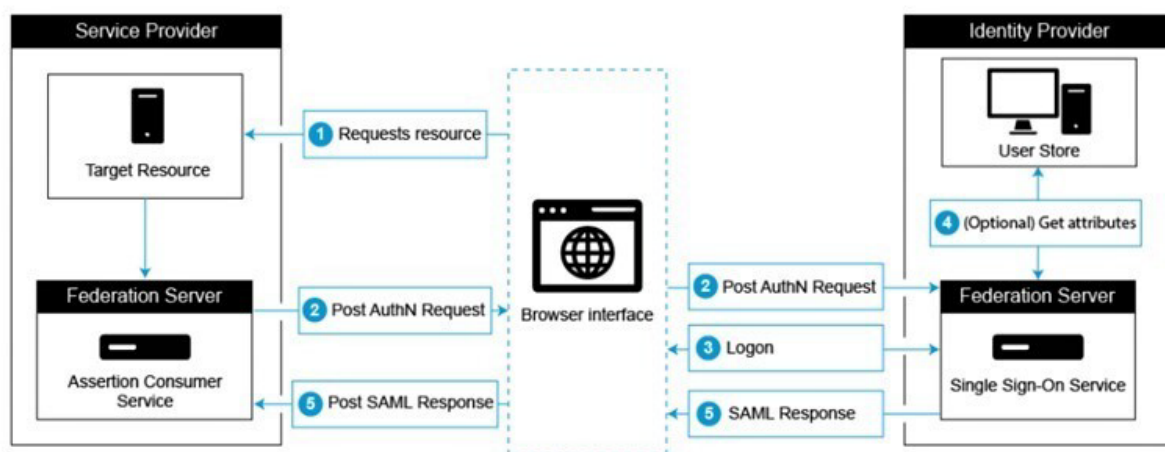 Service Provider
Target Resource
Federation Server
Assertion Consumer
Service
1 Requests resource
2 Post AuthN Request
5 Post SAML Response
Browser interface
2 Post AuthN Request
3 Logon
5 SAML Response
Identity Provider
User Store
4 (Optional) Get attributes
Federation Server
Single Sign-On Service